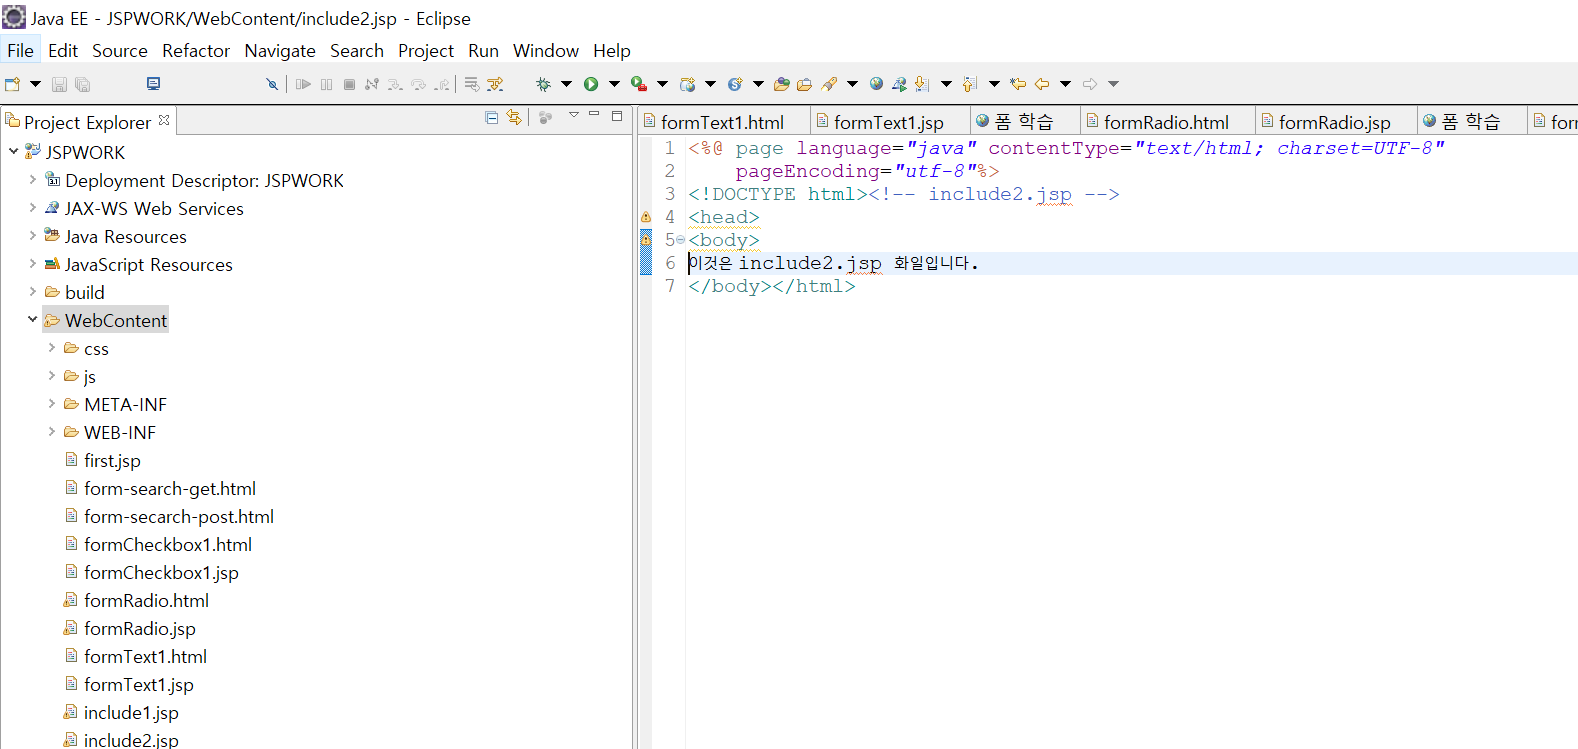 Java EE - JSPWORK/WebContent/include2.jsp - Eclipse
File Edit Source Refactor Navigate Search Project Run Window Help
Project Explorer
JSPWORK
Deployment Descriptor: JSPWORK
JAX-WS Web Services
Java Resources
JavaScript Resources
build
WebContent
css
js
META-INF
WEB-INF
first.jsp
form-search-get.html
form-secarch-post.html
formCheckbox1.html
formCheckbox1.jsp
formRadio.html
formRadio.jsp
formText1.html
formText1.jsp
include1.jsp
include2.jsp
formText1.html formText1.jsp 폼 학습 formRadio.html formRadio.jsp 폼 학습 forr
1 <%@ page language="java" contentType="text/html; charset=UTF-8"
2 pageEncoding="utf-8"%>
3 <!DOCTYPE html><!-- include2.jsp -->
4 <head>
5 <body>
6 이것은 include2.jsp 화일입니다.
7 </body></html>